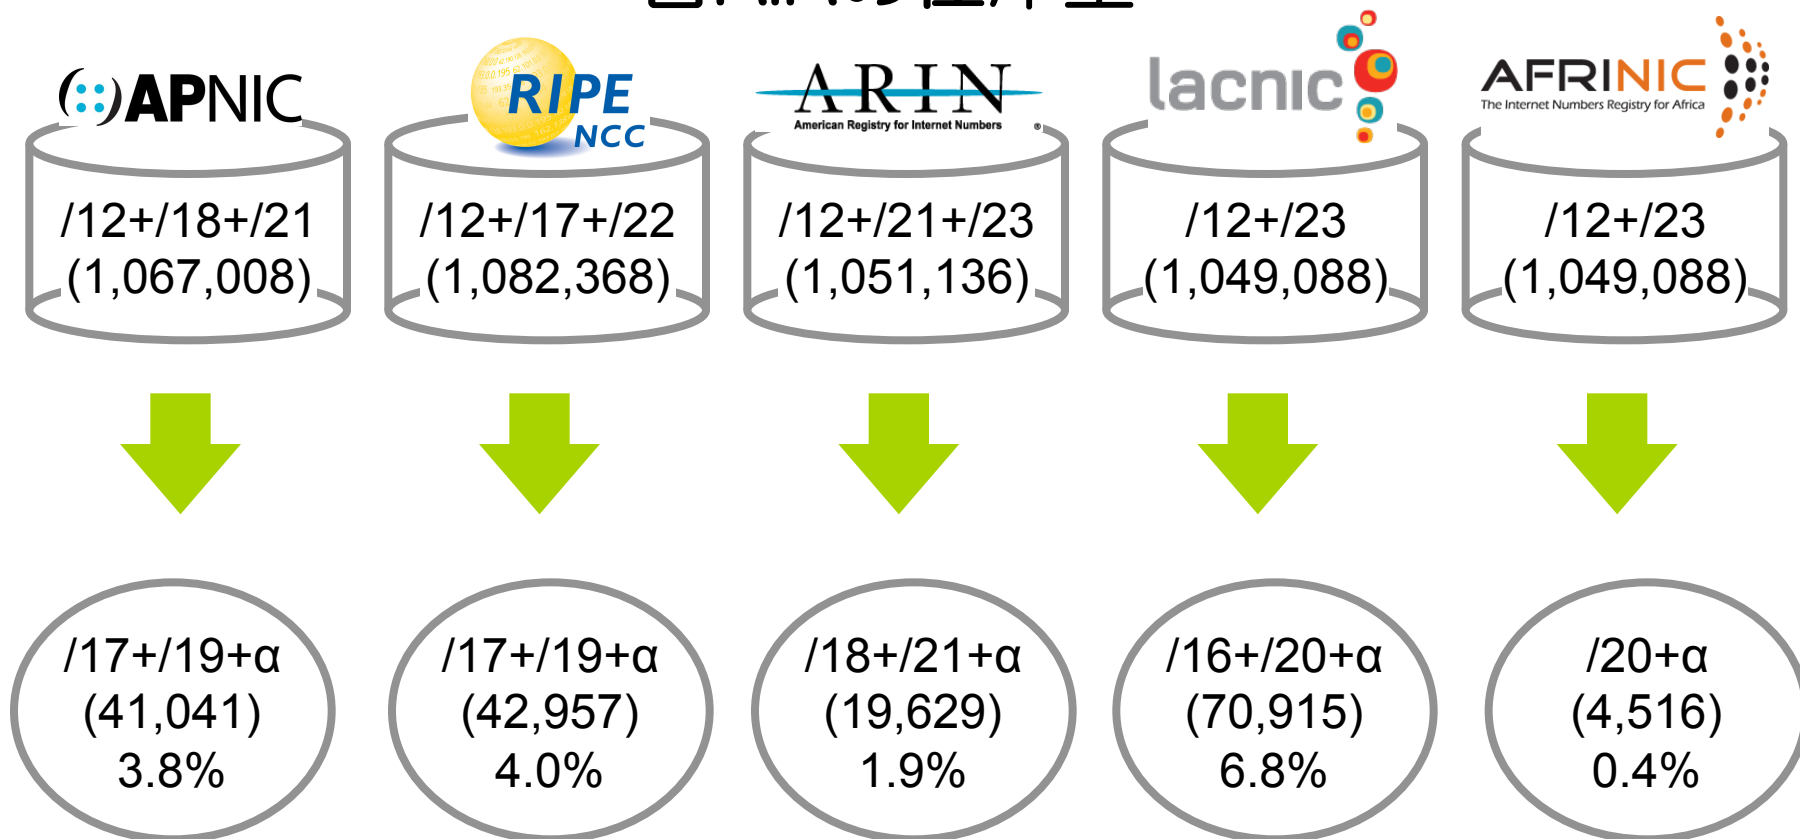 APNIC
RIPE
NCC
ARIN
American Registry for Internet Numbers
lacnic
AFRINIC
The Internet Numbers Registry for Africa
/12+/18+/21
(1,067,008)
/12+/17+/22
(1,082,368)
/12+/21+/23
(1,051,136)
/12+/23
(1,049,088)
/12+/23
(1,049,088)
/17+/19+α
(41,041)
3.8%
/17+/19+α
(42,957)
4.0%
/18+/21+α
(19,629)
1.9%
/16+/20+α
(70,915)
6.8%
/20+α
(4,516)
0.4%